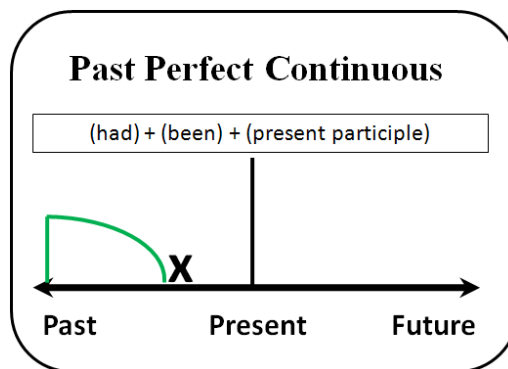 Past Perfect Continuous
(had) + (been) + (present participle)
X
Past Present Future